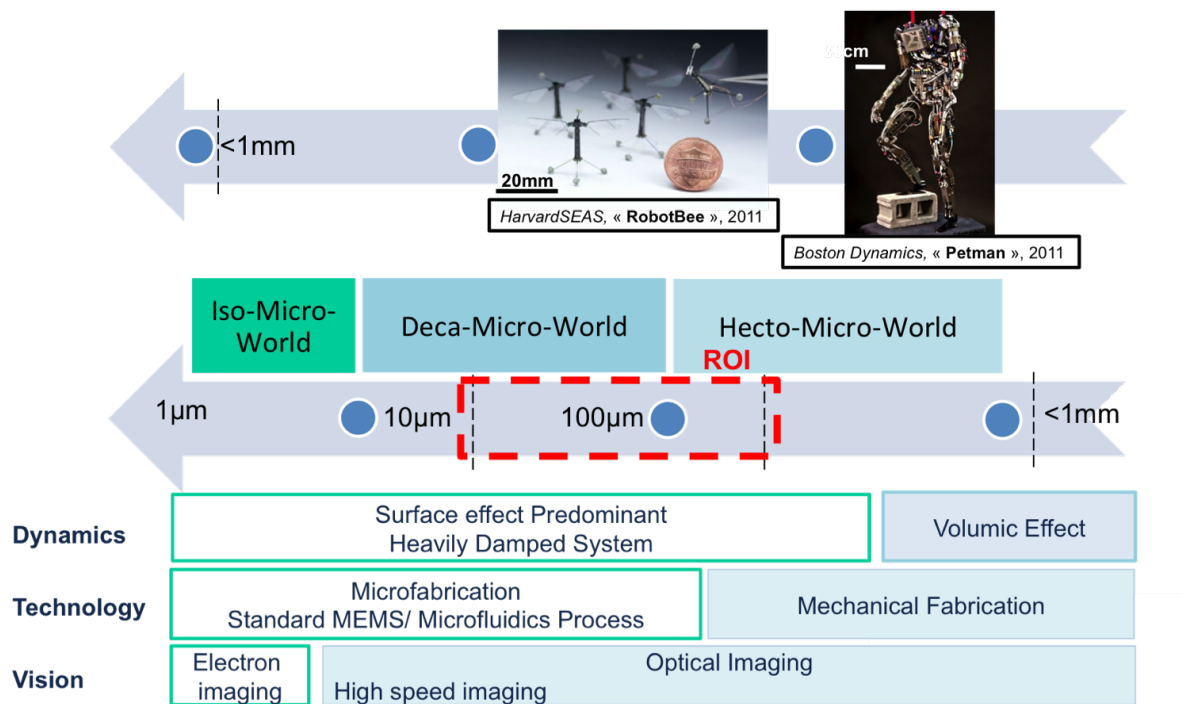 cm
<1mm
20mm
HarvardSEAS, « RobotBee », 2011
Boston Dynamics, « Petman », 2011
Iso-Micro-
World
Deca-Micro-World
Hecto-Micro-World
ROI
1µm
10µm
100µm
<1mm
Dynamics
Surface effect Predominant
Heavily Damped System
Volumic Effect
Technology
Microfabrication
Standard MEMS/ Microfluidics Process
Mechanical Fabrication
Vision
Electron
imaging
Optical Imaging
High speed imaging